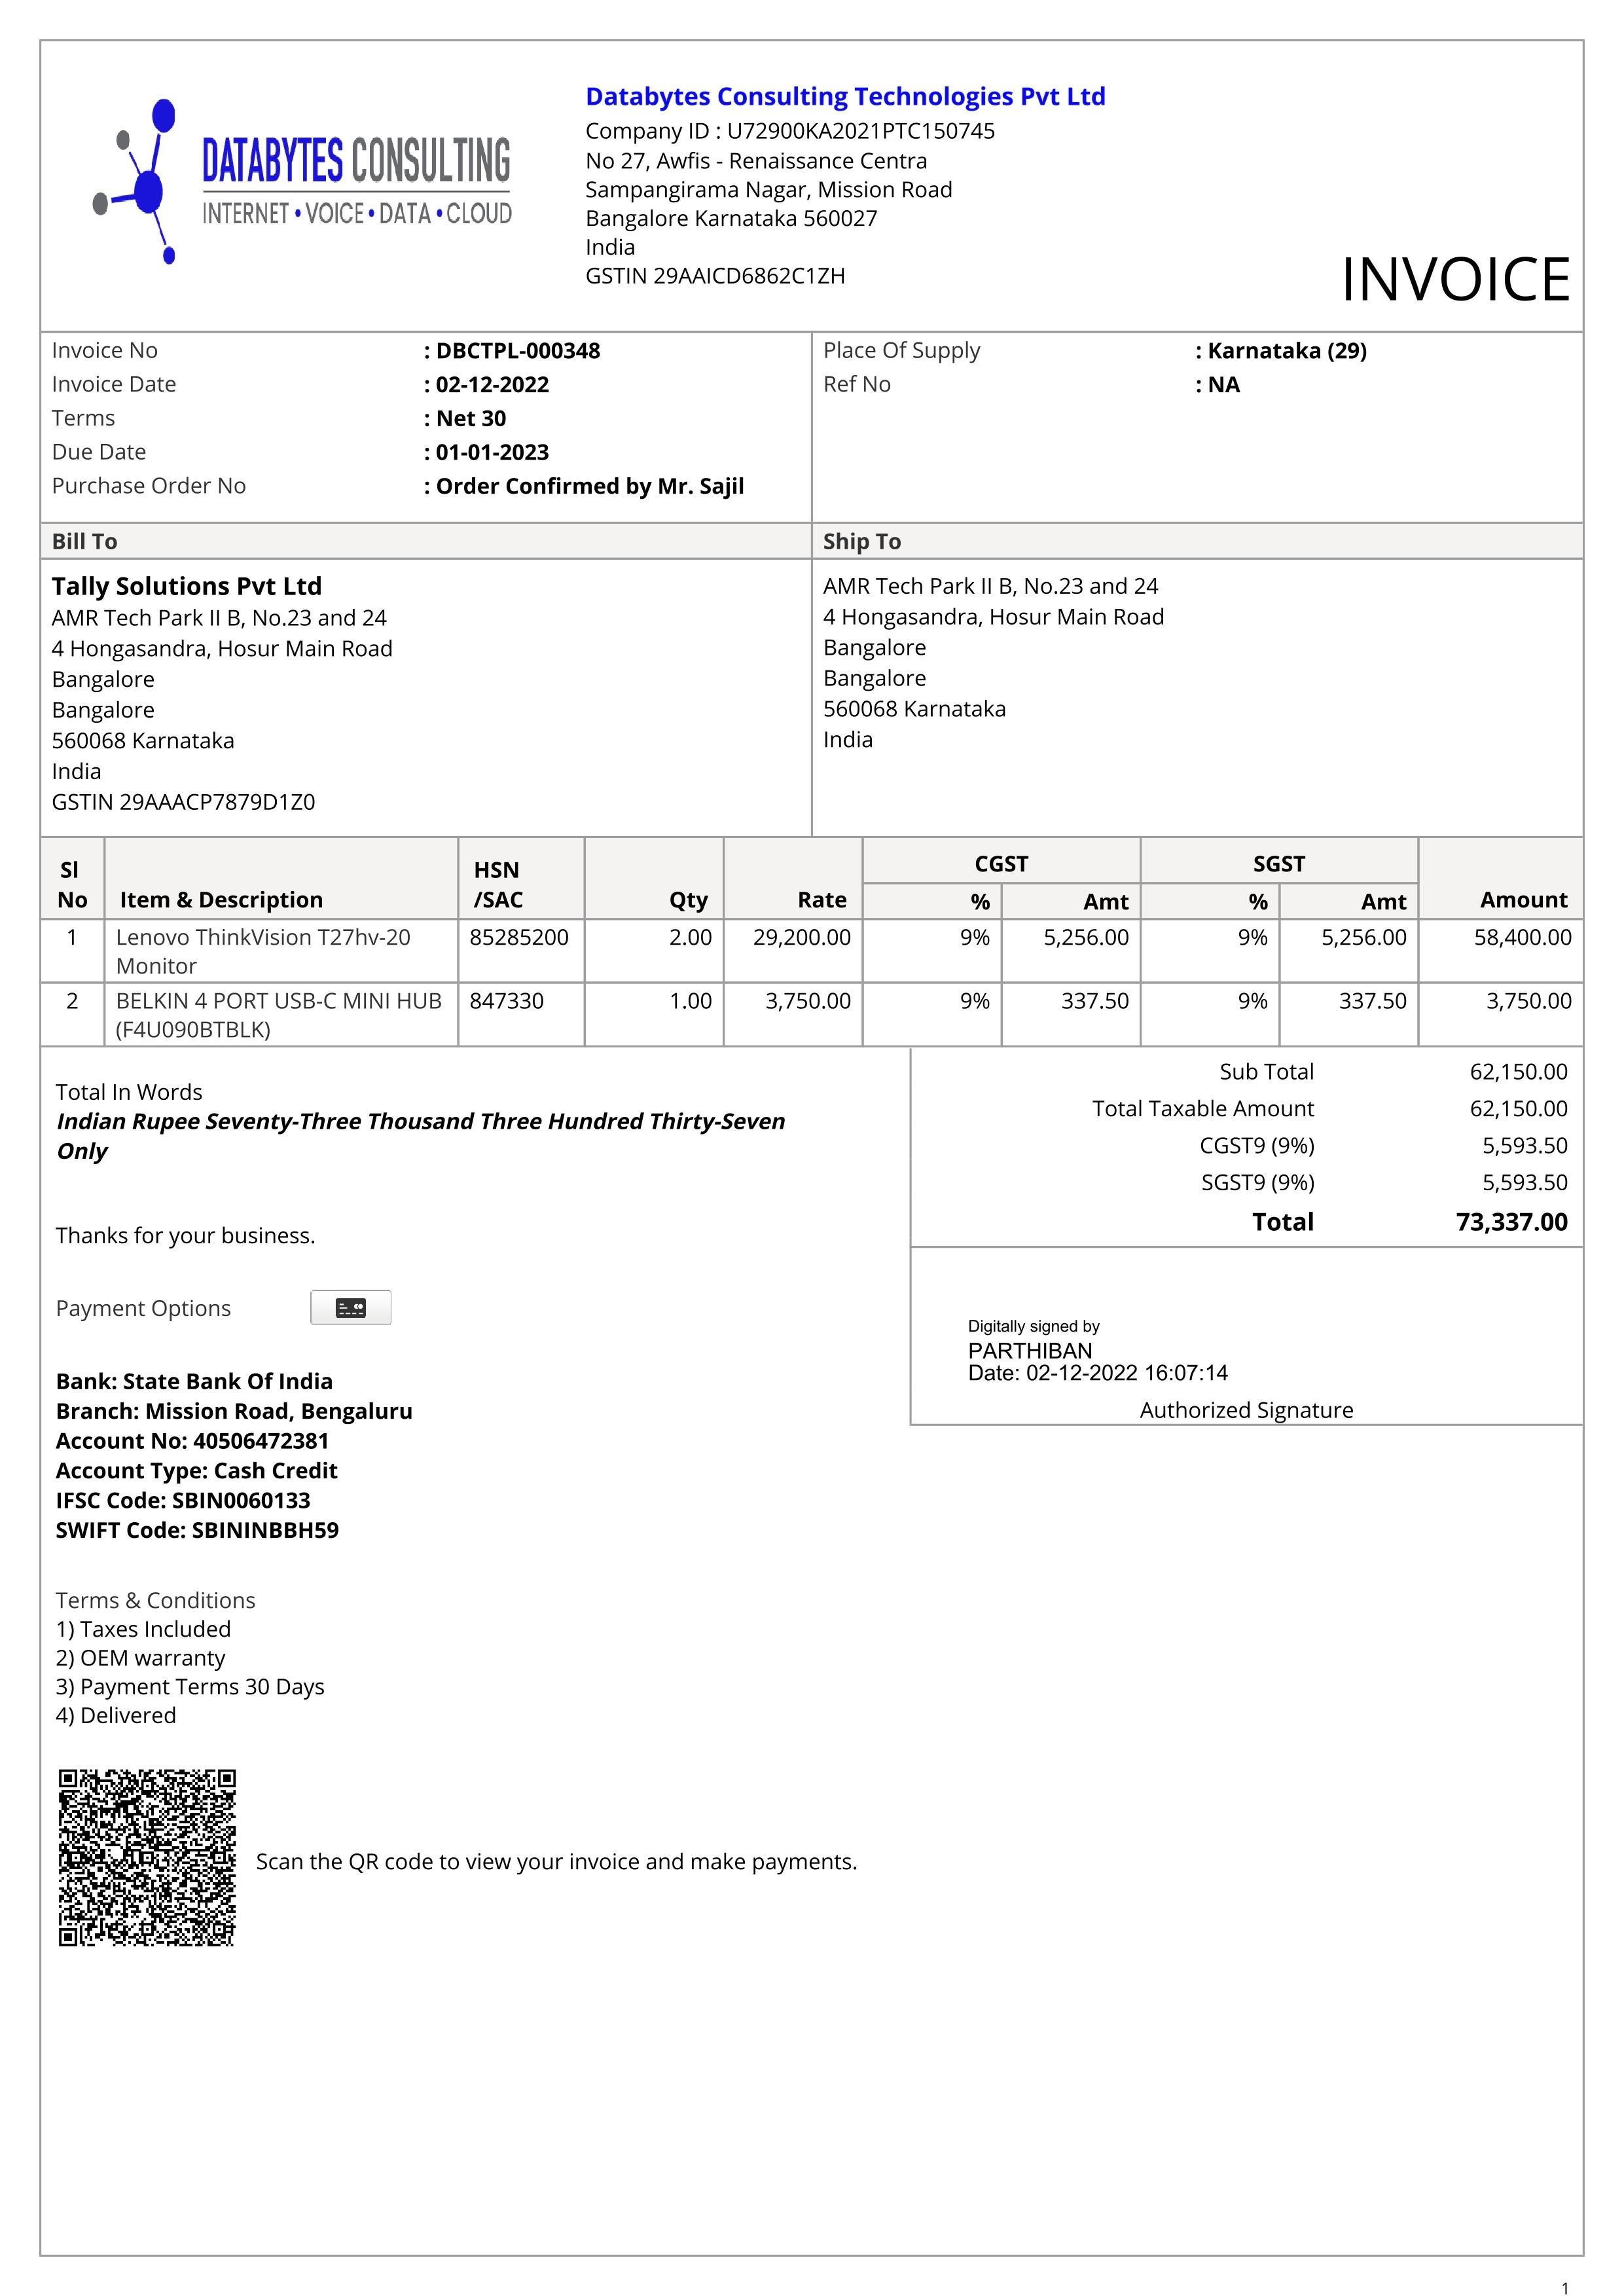 DATABYTES CONSULTING
INTERNET • VOICE • DATA • CLOUD
Databytes Consulting Technologies Pvt Ltd
Company ID : U72900KA2021PTC150745
No 27, Awfis - Renaissance Centra
Sampangirama Nagar, Mission Road
Bangalore Karnataka 560027
India
GSTIN 29AAICD6862C1ZH
INVOICE
Invoice No : DBCTPL-000348
Invoice Date : 02-12-2022
Terms : Net 30
Due Date : 01-01-2023
Purchase Order No : Order Confirmed by Mr. Sajil
Place Of Supply : Karnataka (29)
Ref No : NA
Bill To
Tally Solutions Pvt Ltd
AMR Tech Park II B, No.23 and 24
4 Hongasandra, Hosur Main Road
Bangalore
Bangalore
560068 Karnataka
India
GSTIN 29AAACP7879D1Z0
Ship To
AMR Tech Park II B, No.23 and 24
4 Hongasandra, Hosur Main Road
Bangalore
Bangalore
560068 Karnataka
India
Sl No Item & Description HSN /SAC Qty Rate CGST % Amt SGST % Amt Amount
1 Lenovo ThinkVision T27hv-20 85285200 2.00 29,200.00 9% 5,256.00 9% 5,256.00 58,400.00
Monitor
2 BELKIN 4 PORT USB-C MINI HUB 847330 1.00 3,750.00 9% 337.50 9% 337.50 3,750.00
(F4U090BTBLK)
Total In Words
Indian Rupee Seventy-Three Thousand Three Hundred Thirty-Seven
Only
Thanks for your business.
Payment Options
Sub Total 62,150.00
Total Taxable Amount 62,150.00
CGST9 (9%) 5,593.50
SGST9 (9%) 5,593.50
Total 73,337.00
Digitally signed by
PARTHIBAN
Date: 02-12-2022 16:07:14
Authorized Signature
Bank: State Bank Of India
Branch: Mission Road, Bengaluru
Account No: 40506472381
Account Type: Cash Credit
IFSC Code: SBIN0060133
SWIFT Code: SBININBBH59
Terms & Conditions
1) Taxes Included
2) OEM warranty
3) Payment Terms 30 Days
4) Delivered
Scan the QR code to view your invoice and make payments.
1